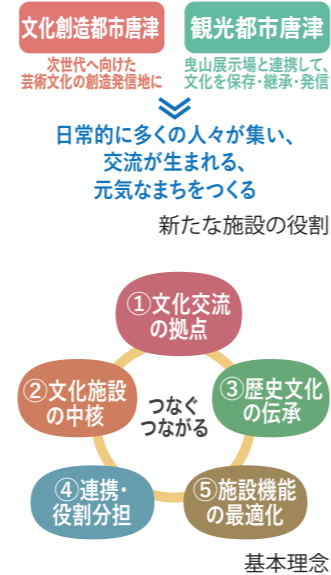 文化創造都市唐津
観光都市唐津
次世代へ向けた
芸術文化の創造発信地に
曳山展示場と連携して、
文化を保存・継承・発信
日常的に多くの人々が集い、
交流が生まれる、
元気なまちをつくる
新たな施設の役割
①文化交流
の拠点
②文化施設
の中核
つなぐ
つながる
③歴史文化
の伝承
④連携・
役割分担
⑤施設機能
の最適化
基本理念